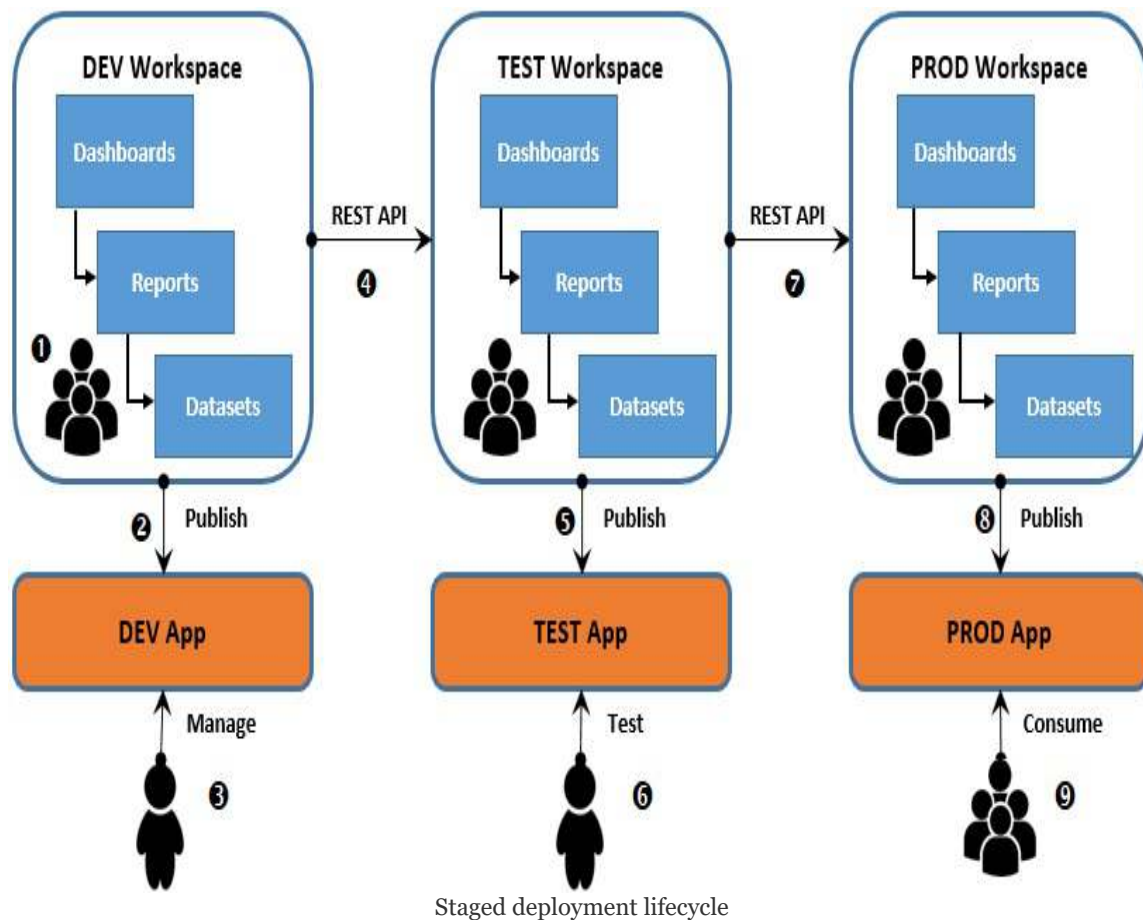 DEV Workspace
Dashboards
Reports
❶
Datasets
REST API
❹
TEST Workspace
Dashboards
Reports
Datasets
REST API
❼
PROD Workspace
Dashboards
Reports
Datasets
❷
Publish
❺
Publish
❽
Publish
DEV App
TEST App
PROD App
Manage
❸
Test
❻
Consume
❾
Staged deployment lifecycle